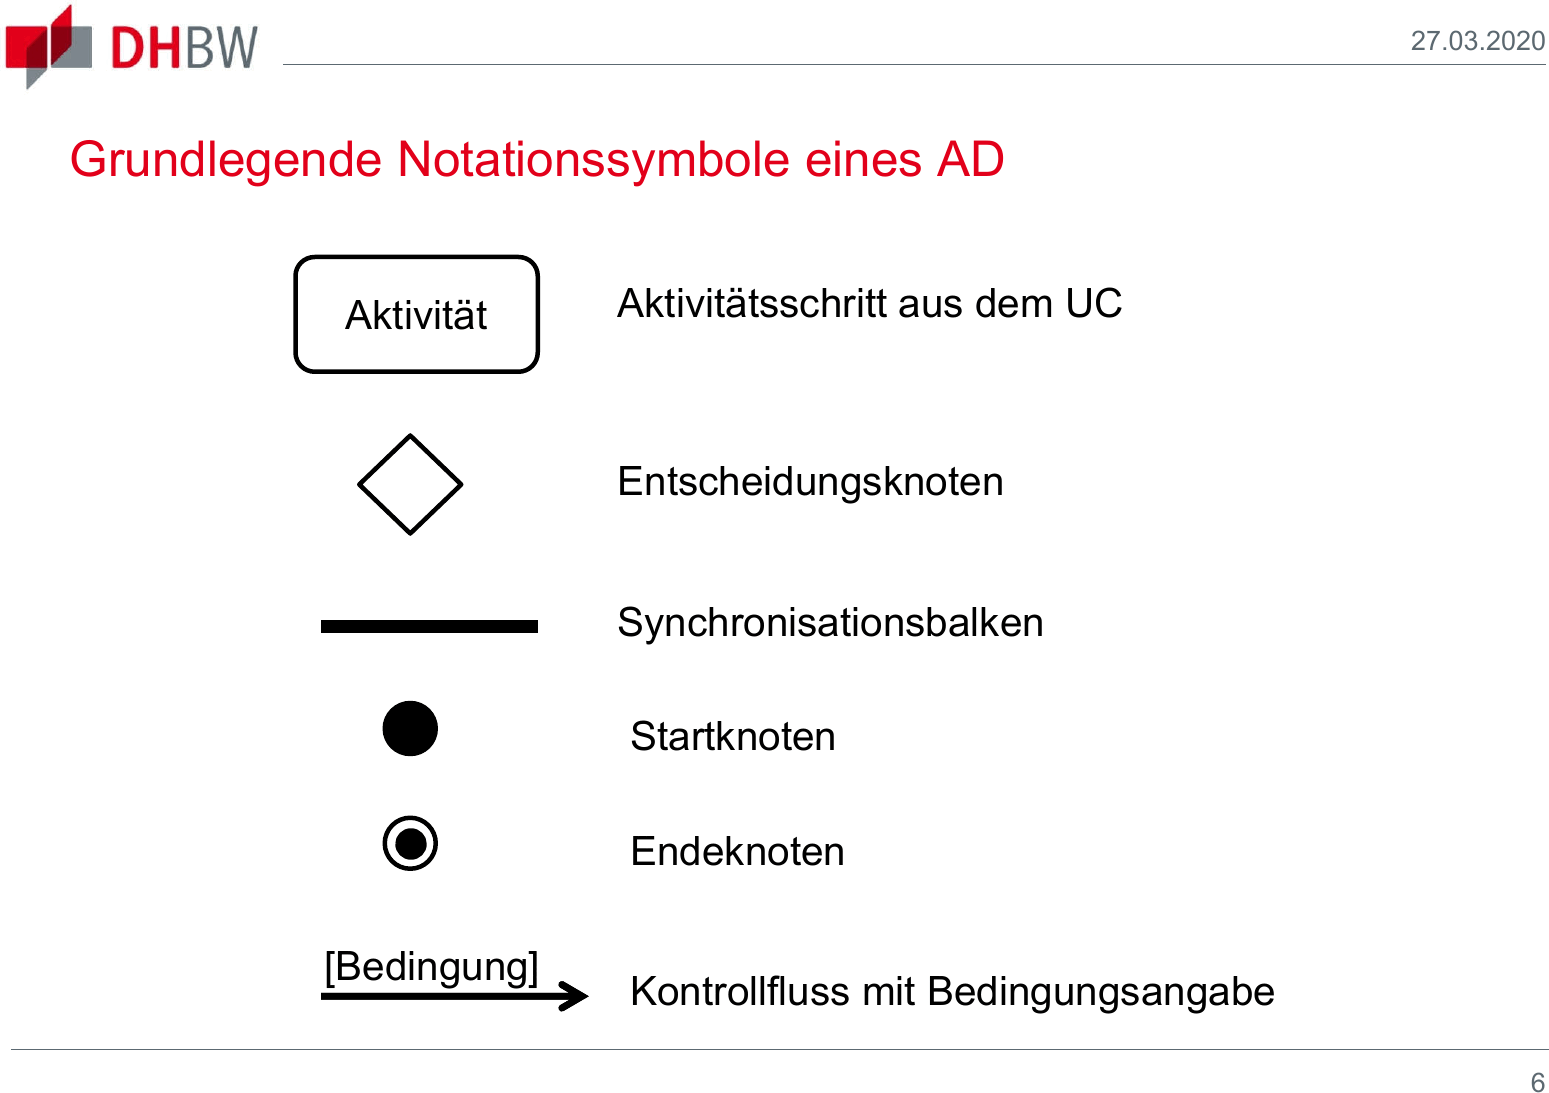 DHBW
27.03.2020
Grundlegende Notationssymbole eines AD
Aktivität
Aktivitätsschritt aus dem UC
Entscheidungsknoten
Synchronisationsbalken
Startknoten
Endeknoten
[Bedingung]
Kontrollfluss mit Bedingungsangabe
6